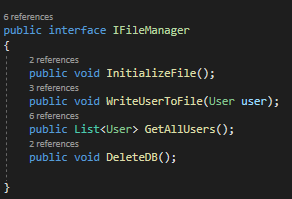 6 references
public interface IFileManager
{
2 references
public void InitializeFile();
3 references
public void WriteUserToFile(User user);
6 references
public List<User> GetAllUsers();
2 references
public void DeleteDB();
}